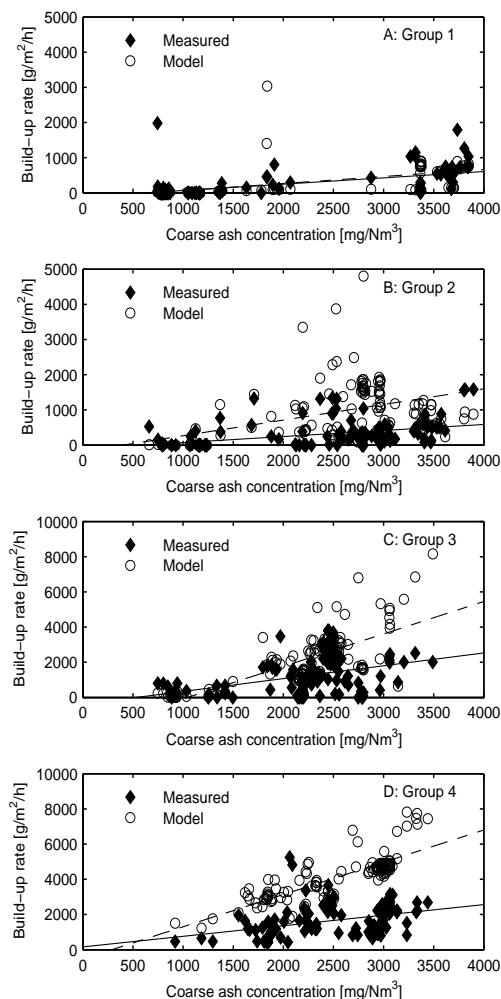 A: Group 1
Measured
Model
5000
4000
3000
2000
1000
0
Build-up rate [g/m²/h]
0 500 1000 1500 2000 2500 3000 3500 4000
Coarse ash concentration [mg/Nm³]
B: Group 2
Measured
Model
5000
4000
3000
2000
1000
0
Build-up rate [g/m²/h]
0 500 1000 1500 2000 2500 3000 3500 4000
Coarse ash concentration [mg/Nm³]
C: Group 3
Measured
Model
10000
8000
6000
4000
2000
0
Build-up rate [g/m²/h]
0 500 1000 1500 2000 2500 3000 3500 4000
Coarse ash concentration [mg/Nm³]
D: Group 4
Measured
Model
10000
8000
6000
4000
2000
0
Build-up rate [g/m²/h]
0 500 1000 1500 2000 2500 3000 3500 4000
Coarse ash concentration [mg/Nm³]